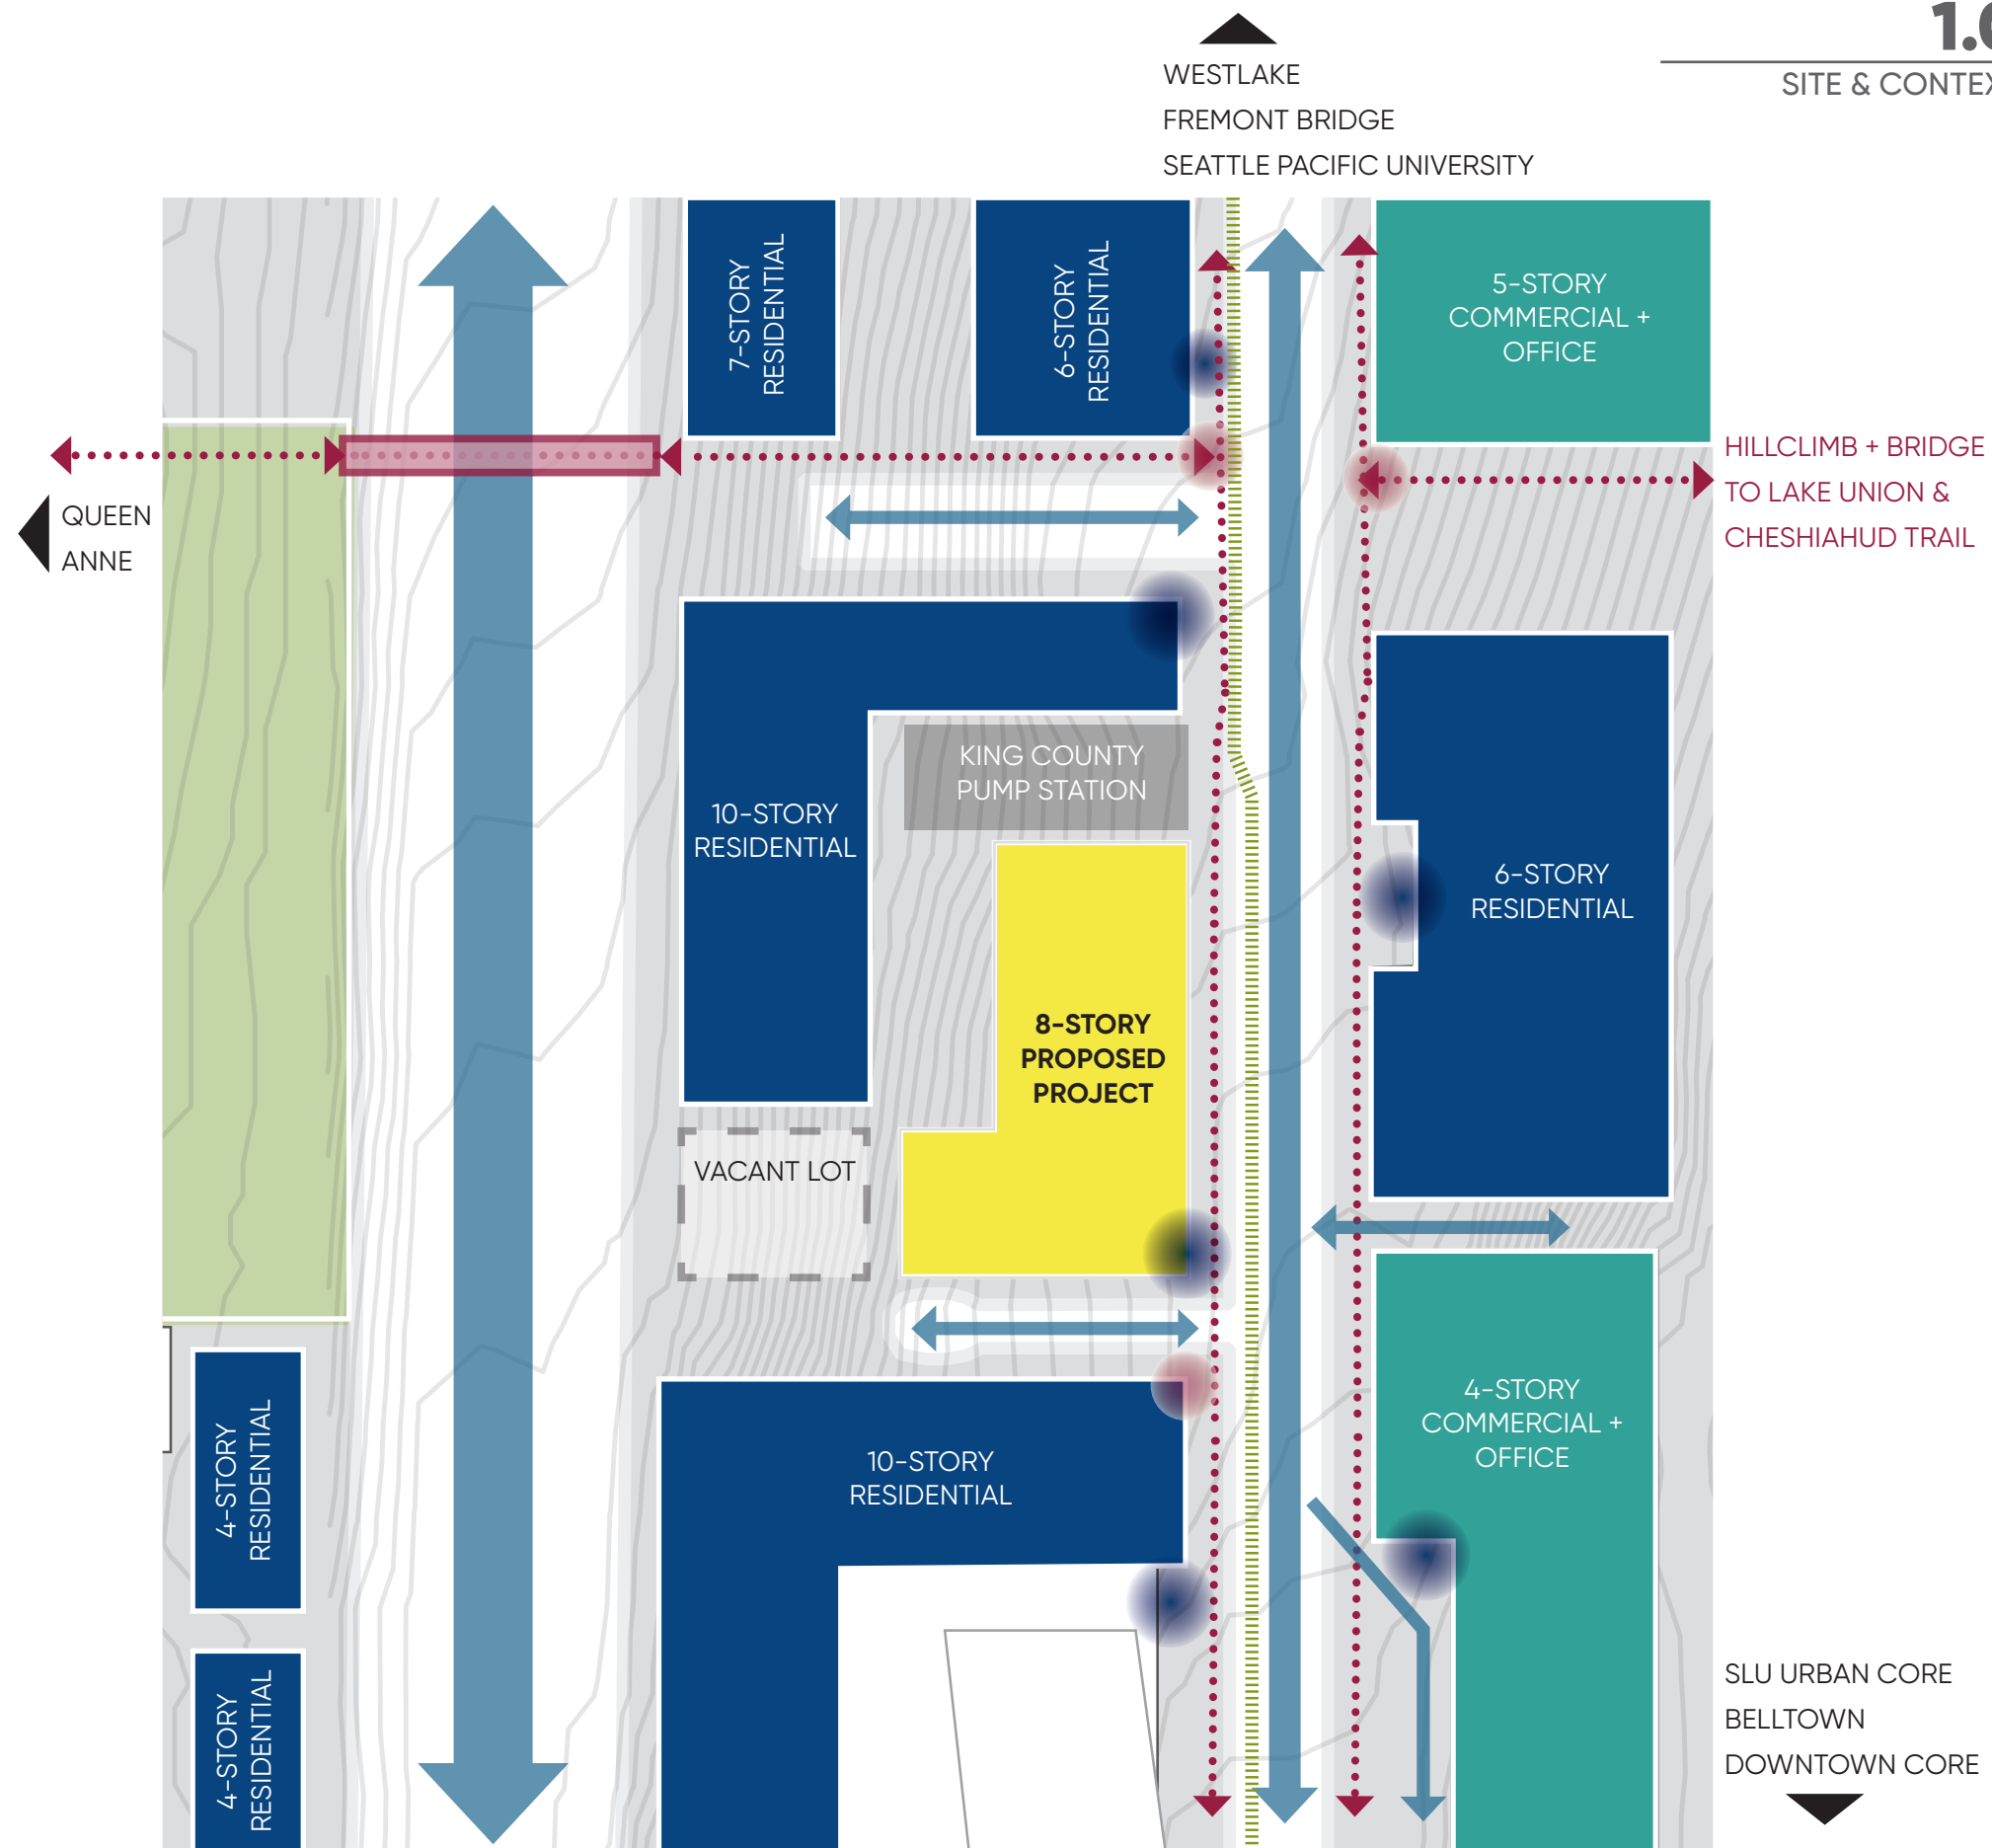 SITE & CONTEX
WESTLAKE
FREMONT BRIDGE
SEATTLE PACIFIC UNIVERSITY
7-STORY
RESIDENTIAL
6-STORY
RESIDENTIAL
5-STORY
COMMERCIAL +
OFFICE
HILLCLIMB + BRIDGE
TO LAKE UNION &
CHESHIAHUD TRAIL
QUEEN
ANNE
KING COUNTY
PUMP STATION
10-STORY
RESIDENTIAL
6-STORY
RESIDENTIAL
8-STORY
PROPOSED
PROJECT
VACANT LOT
4-STORY
RESIDENTIAL
10-STORY
RESIDENTIAL
4-STORY
COMMERCIAL +
OFFICE
4-STORY
RESIDENTIAL
SLU URBAN CORE
BELLTOWN
DOWNTOWN CORE